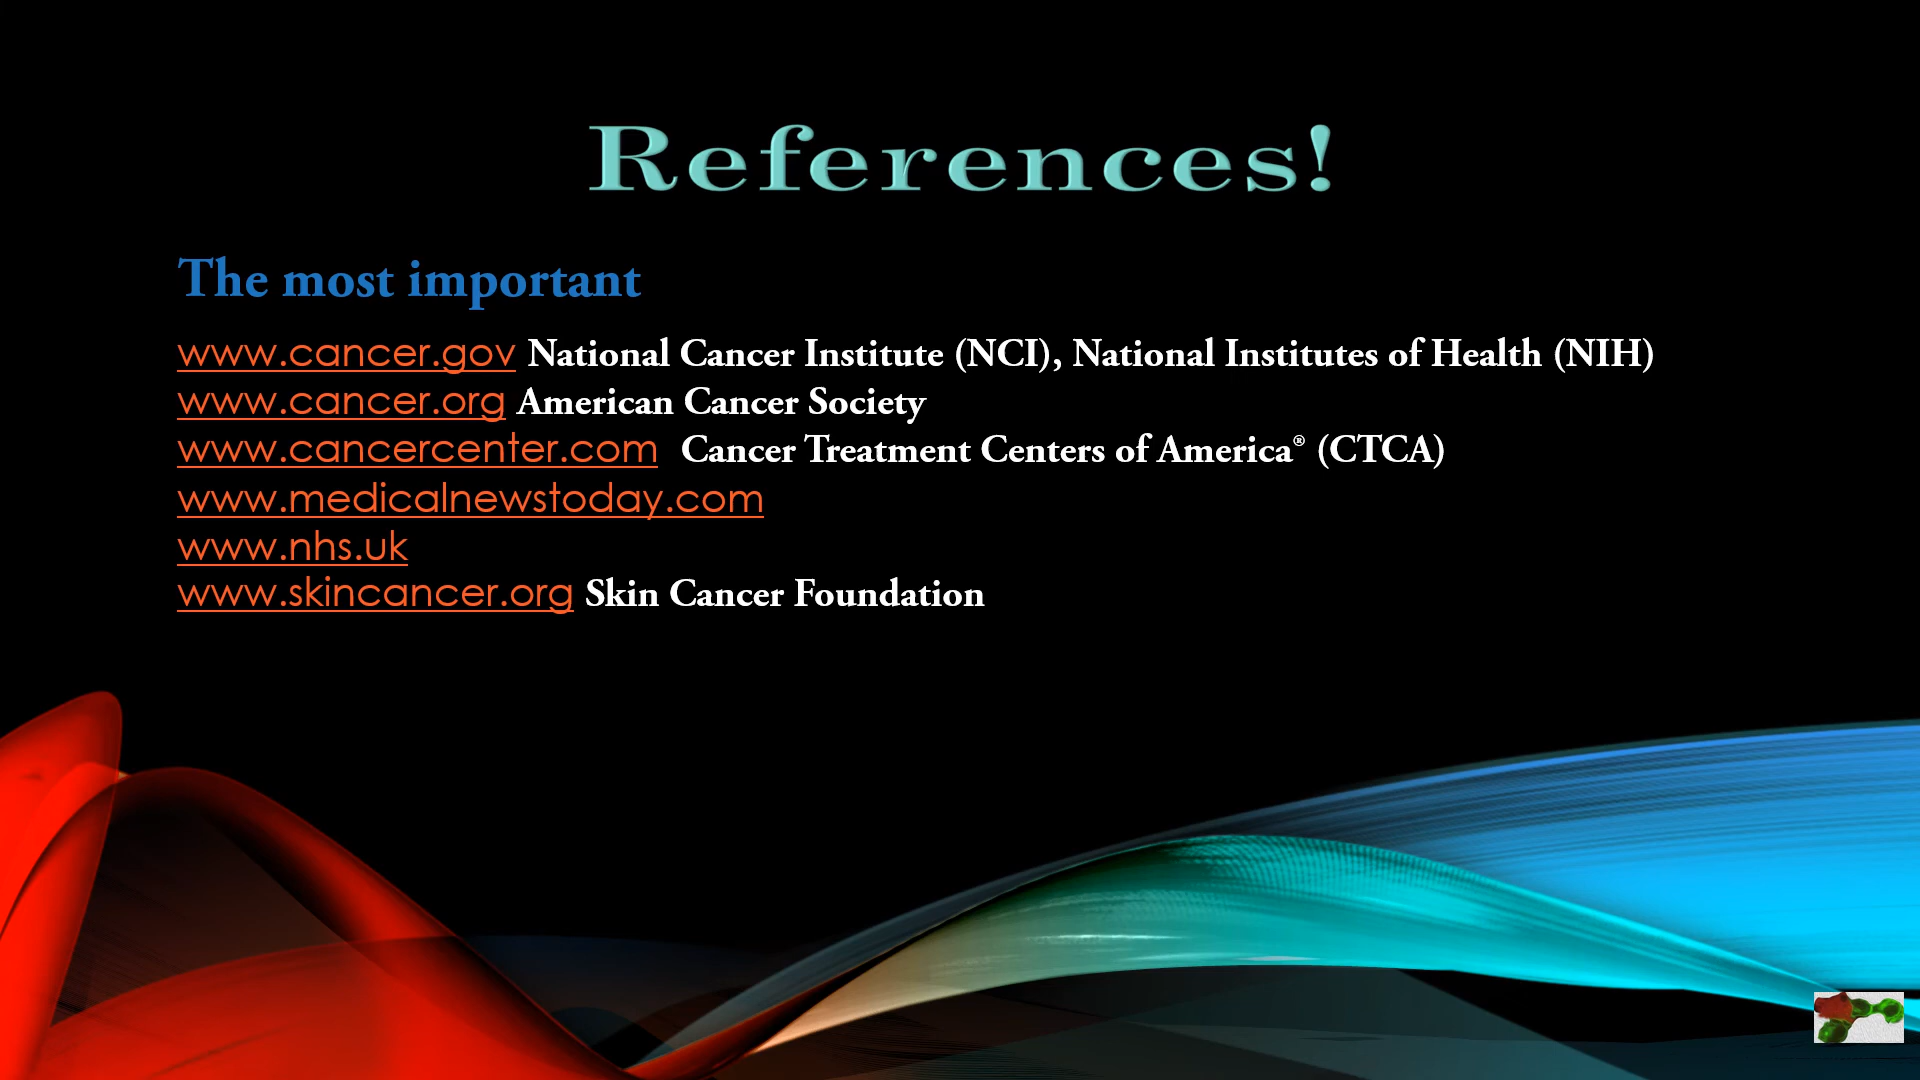 References!
The most important
www.cancer.gov National Cancer Institute (NCI), National Institutes of Health (NIH)
www.cancer.org American Cancer Society
www.cancercenter.com Cancer Treatment Centers of America® (CTCA)
www.medicalnewstoday.com
www.nhs.uk
www.skincancer.org Skin Cancer Foundation